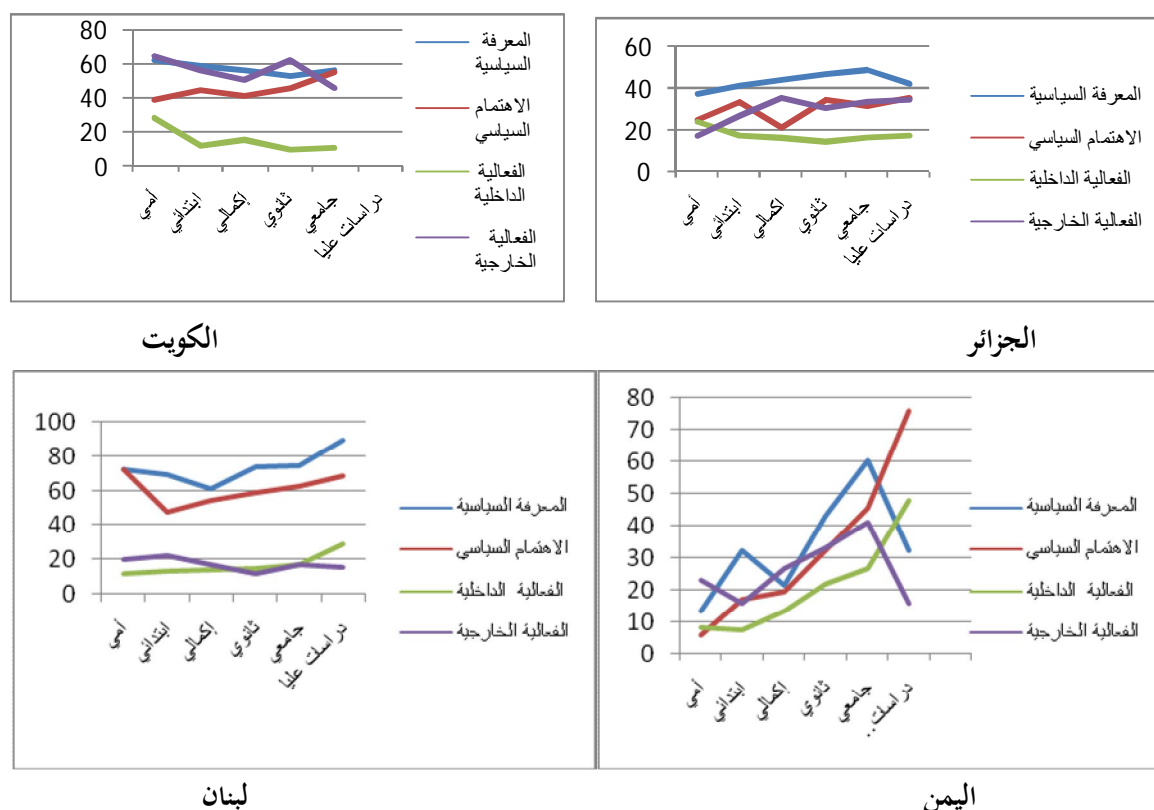 80
60
40
20
0
أمي
ابتدائي
إكمالي
ثانوي
جامعي
دراسات عليا
المعرفة
السياسية
الاهتمام
السياسي
الفعالية
الداخلية
الفعالية
الخارجية
الكويت
60
40
20
0
أمي
ابتدائي
إكمالي
ثانوي
جامعي
دراسات عليا
المعرفة السياسية
الاهتمام السياسي
الفعالية الداخلية
الفعالية الخارجية
الجزائر
100
80
60
40
20
0
أمي
ابتدائي
إكمالي
ثانوي
جامعي
دراسات عليا
المعرفة السياسية
الاهتمام السياسي
الفعالية الداخلية
الفعالية الخارجية
لبنان
80
70
60
50
40
30
20
10
0
أمي
ابتدائي
إكمالي
ثانوي
جامعي
دراسات..
المعرفة السياسية
الاهتمام السياسي
الفعالية الداخلية
الفعالية الخارجية
اليمن